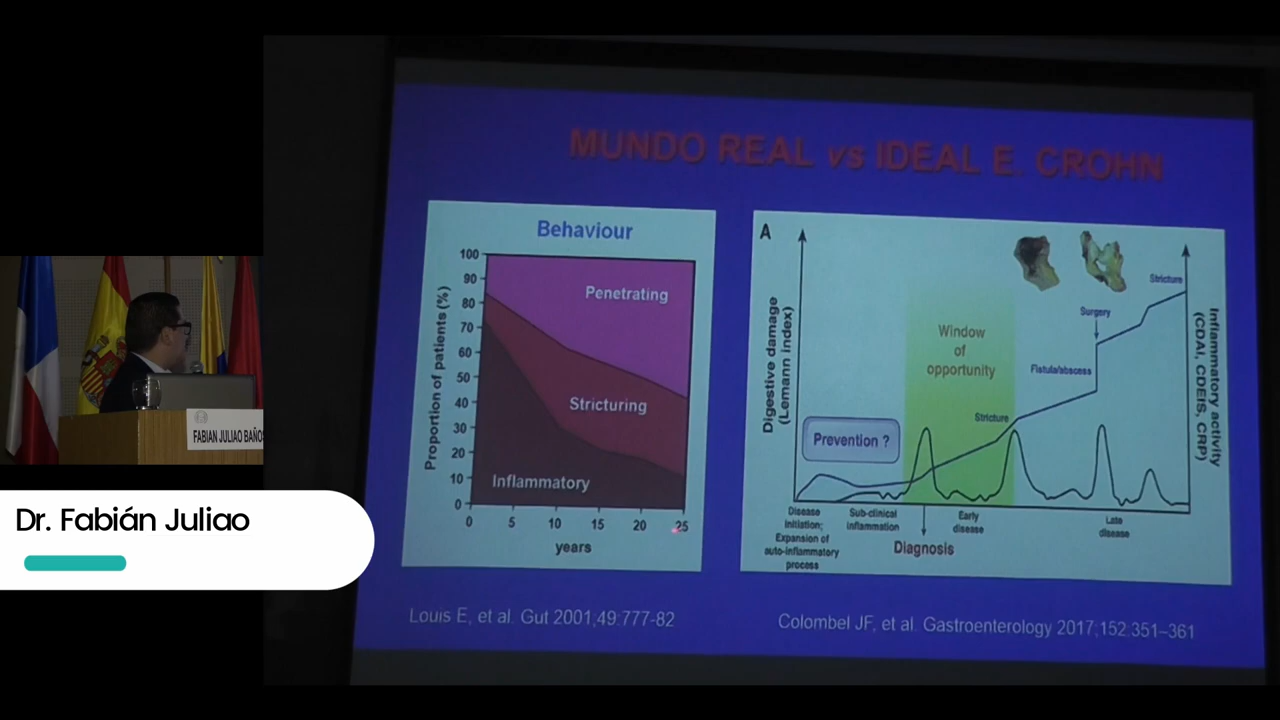 MUNDO REAL vs IDEAL E. CROHN
Behaviour
Proportion of patients (%)
100
90
80
70
60
50
40
30
20
10
0
Penetrating
Stricturing
Inflammatory
0 5 10 15 20 25
years
Louis E, et al. Gut 2001;49:777-82
A
Digestive damage
(Lemann index)
Prevention ?
Window
of
opportunity
Stricture
Fistula/abscess
Surgery
Stricture
Inflammatory activity
(CDAI, CDEIS, CRP)
Disease
initiation;
Expansion of
auto-inflammatory
process
Sub-clinical
inflammation
Diagnosis
Early
disease
Late
disease
Colombel JF, et al. Gastroenterology 2017;152:351–361
FABIAN JULIAO BAÑOS
Dr. Fabián Juliao